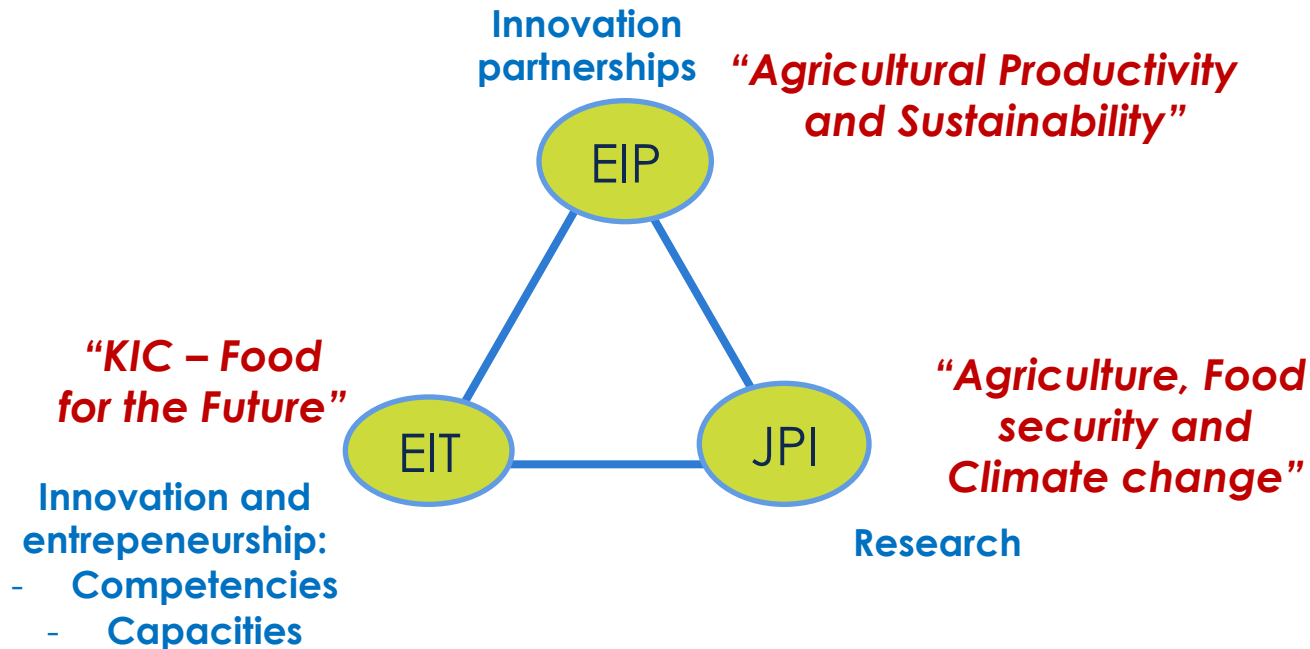 Innovation
partnerships
“Agricultural Productivity
and Sustainability”
EIP
“KIC – Food
for the Future”
“Agriculture, Food
security and
Climate change”
EIT
JPI
Innovation and
entrepeneurship:
- Competencies
- Capacities
Research